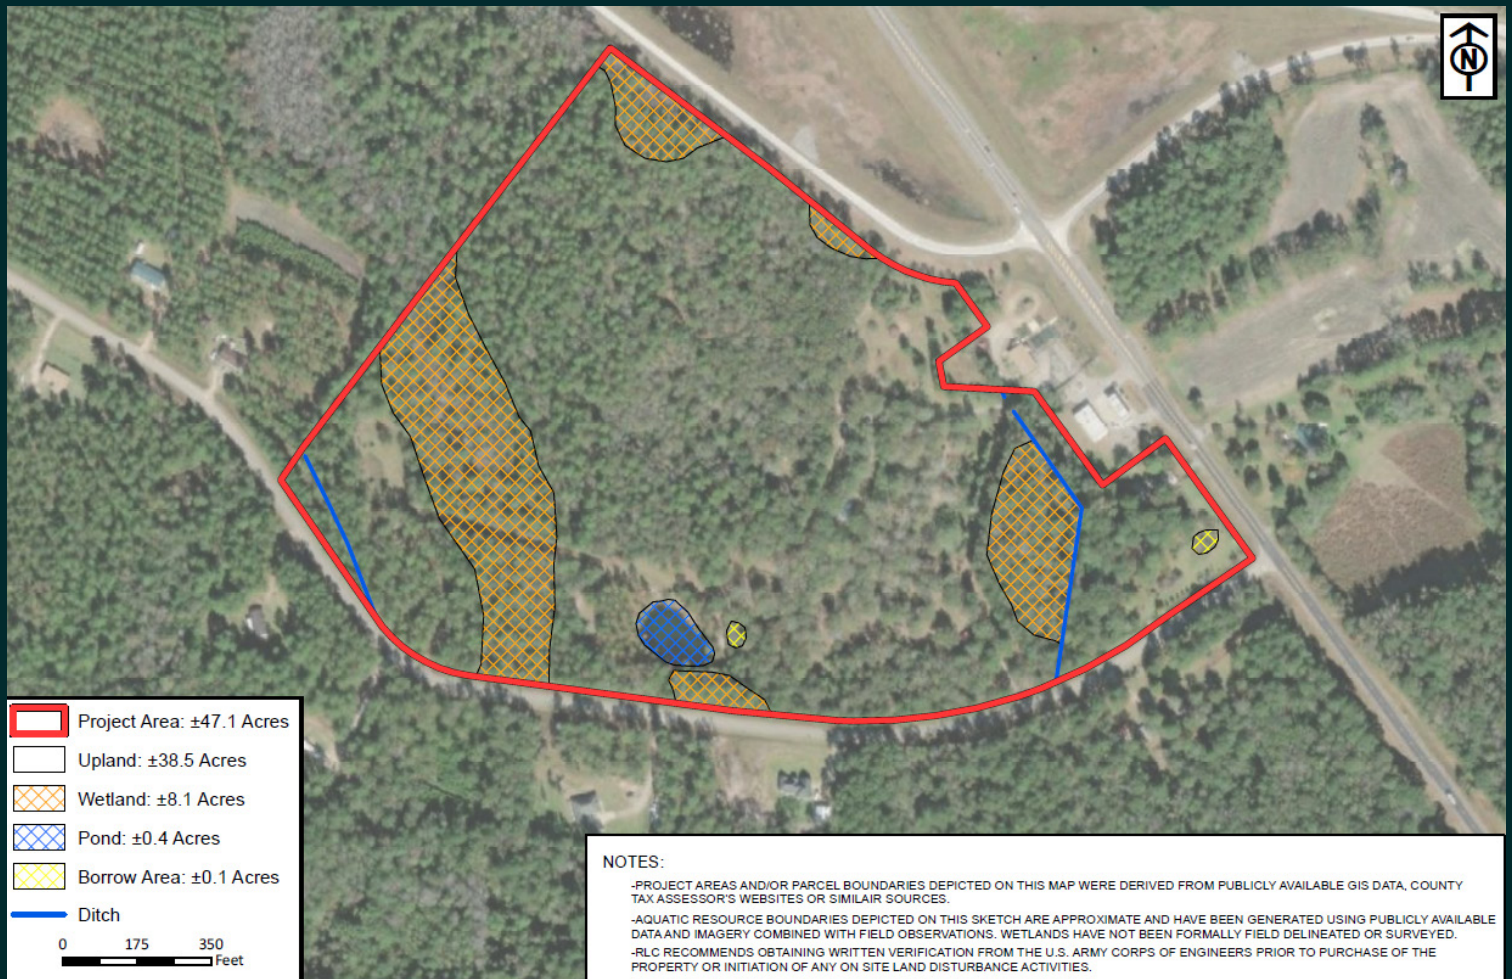 N
Project Area: ±47.1 Acres
Upland: ±38.5 Acres
Wetland: ±8.1 Acres
Pond: ±0.4 Acres
Borrow Area: ±0.1 Acres
Ditch
0 175 350
Feet
NOTES:
-PROJECT AREAS AND/OR PARCEL BOUNDARIES DEPICTED ON THIS MAP WERE DERIVED FROM PUBLICLY AVAILABLE GIS DATA, COUNTY
TAX ASSESSOR'S WEBSITES OR SIMILAIR SOURCES.
-AQUATIC RESOURCE BOUNDARIES DEPICTED ON THIS SKETCH ARE APPROXIMATE AND HAVE BEEN GENERATED USING PUBLICLY AVAILABLE
DATA AND IMAGERY COMBINED WITH FIELD OBSERVATIONS. WETLANDS HAVE NOT BEEN FORMALLY FIELD DELINEATED OR SURVEYED.
-RLC RECOMMENDS OBTAINING WRITTEN VERIFICATION FROM THE U.S. ARMY CORPS OF ENGINEERS PRIOR TO PURCHASE OF THE
PROPERTY OR INITIATION OF ANY ON SITE LAND DISTURBANCE ACTIVITIES.